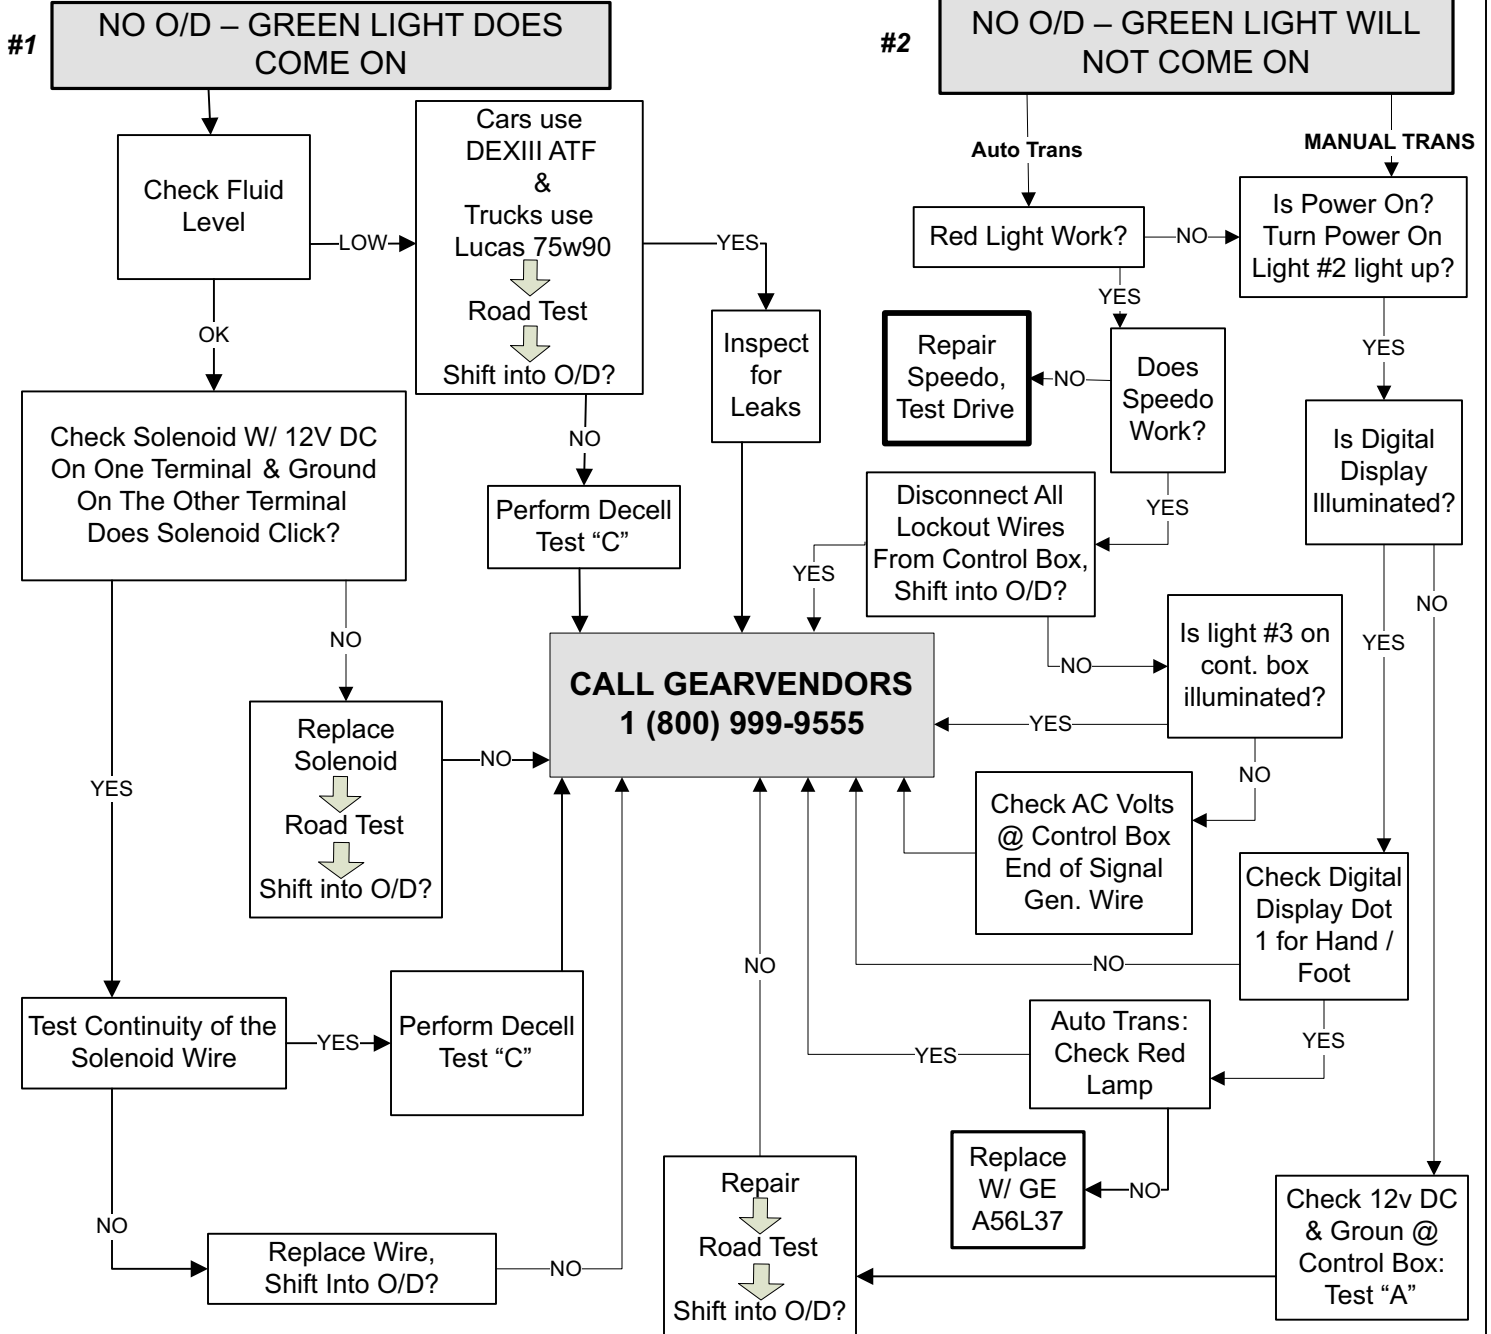 #1
NO O/D – GREEN LIGHT DOES
COME ON
Check Fluid
Level
LOW
Cars use
DEXIII ATF
&
Trucks use
Lucas 75w90
Road Test
Shift into O/D?
YES
Inspect
for
Leaks
OK
NO
Perform Decell
Test “C”
Check Solenoid W/ 12V DC
On One Terminal & Ground
On The Other Terminal
Does Solenoid Click?
NO
Replace
Solenoid
Road Test
Shift into O/D?
NO
YES
Test Continuity of the
Solenoid Wire
YES
Perform Decell
Test “C”
NO
Replace Wire,
Shift Into O/D?
NO
CALL GEARVENDORS
1 (800) 999-9555
#2
NO O/D – GREEN LIGHT WILL
NOT COME ON
Auto Trans
MANUAL TRANS
Red Light Work?
NO
Is Power On?
Turn Power On
Light #2 light up?
YES
Does
Speedo
Work?
NO
Repair
Speedo,
Test Drive
YES
Disconnect All
Lockout Wires
From Control Box,
Shift into O/D?
YES
NO
Is light #3 on
cont. box
illuminated?
YES
NO
Check AC Volts
@ Control Box
End of Signal
Gen. Wire
YES
Is Digital
Display
Illuminated?
YES
NO
Check Digital
Display Dot
1 for Hand /
Foot
NO
YES
Auto Trans:
Check Red
Lamp
YES
NO
Replace
W/ GE
A56L37
Check 12v DC
& Groun @
Control Box:
Test “A”
Repair
Road Test
Shift into O/D?
NO